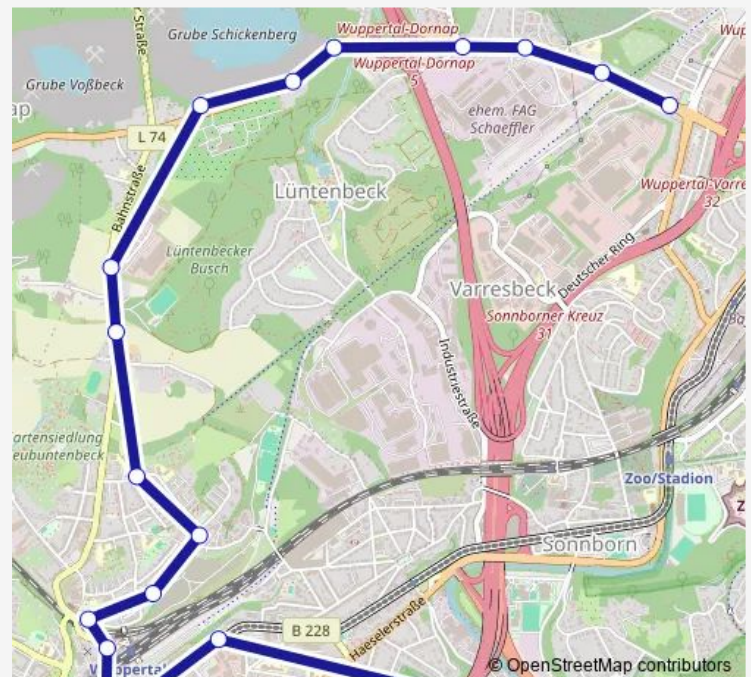 Straße
Grube Schickenberg
Wuppertal-Dornap
Wuppertal-Dornap
5
Grube Voßbeck
ap
ehem. FAG
Schaeffler
L 74
Bahnstraße
Lüntenbeck
Wuppertal-Varre
32
Lüntenbecker
Busch
Deutscher Ring
Varresbeck
Sonnborner Kreuz
31
Industriestraße
artensiedlung
eubuntenbeck
Zoo/Stadion
Sonnborn
B 228
Haeselerstraße
© OpenStreetMap contributors